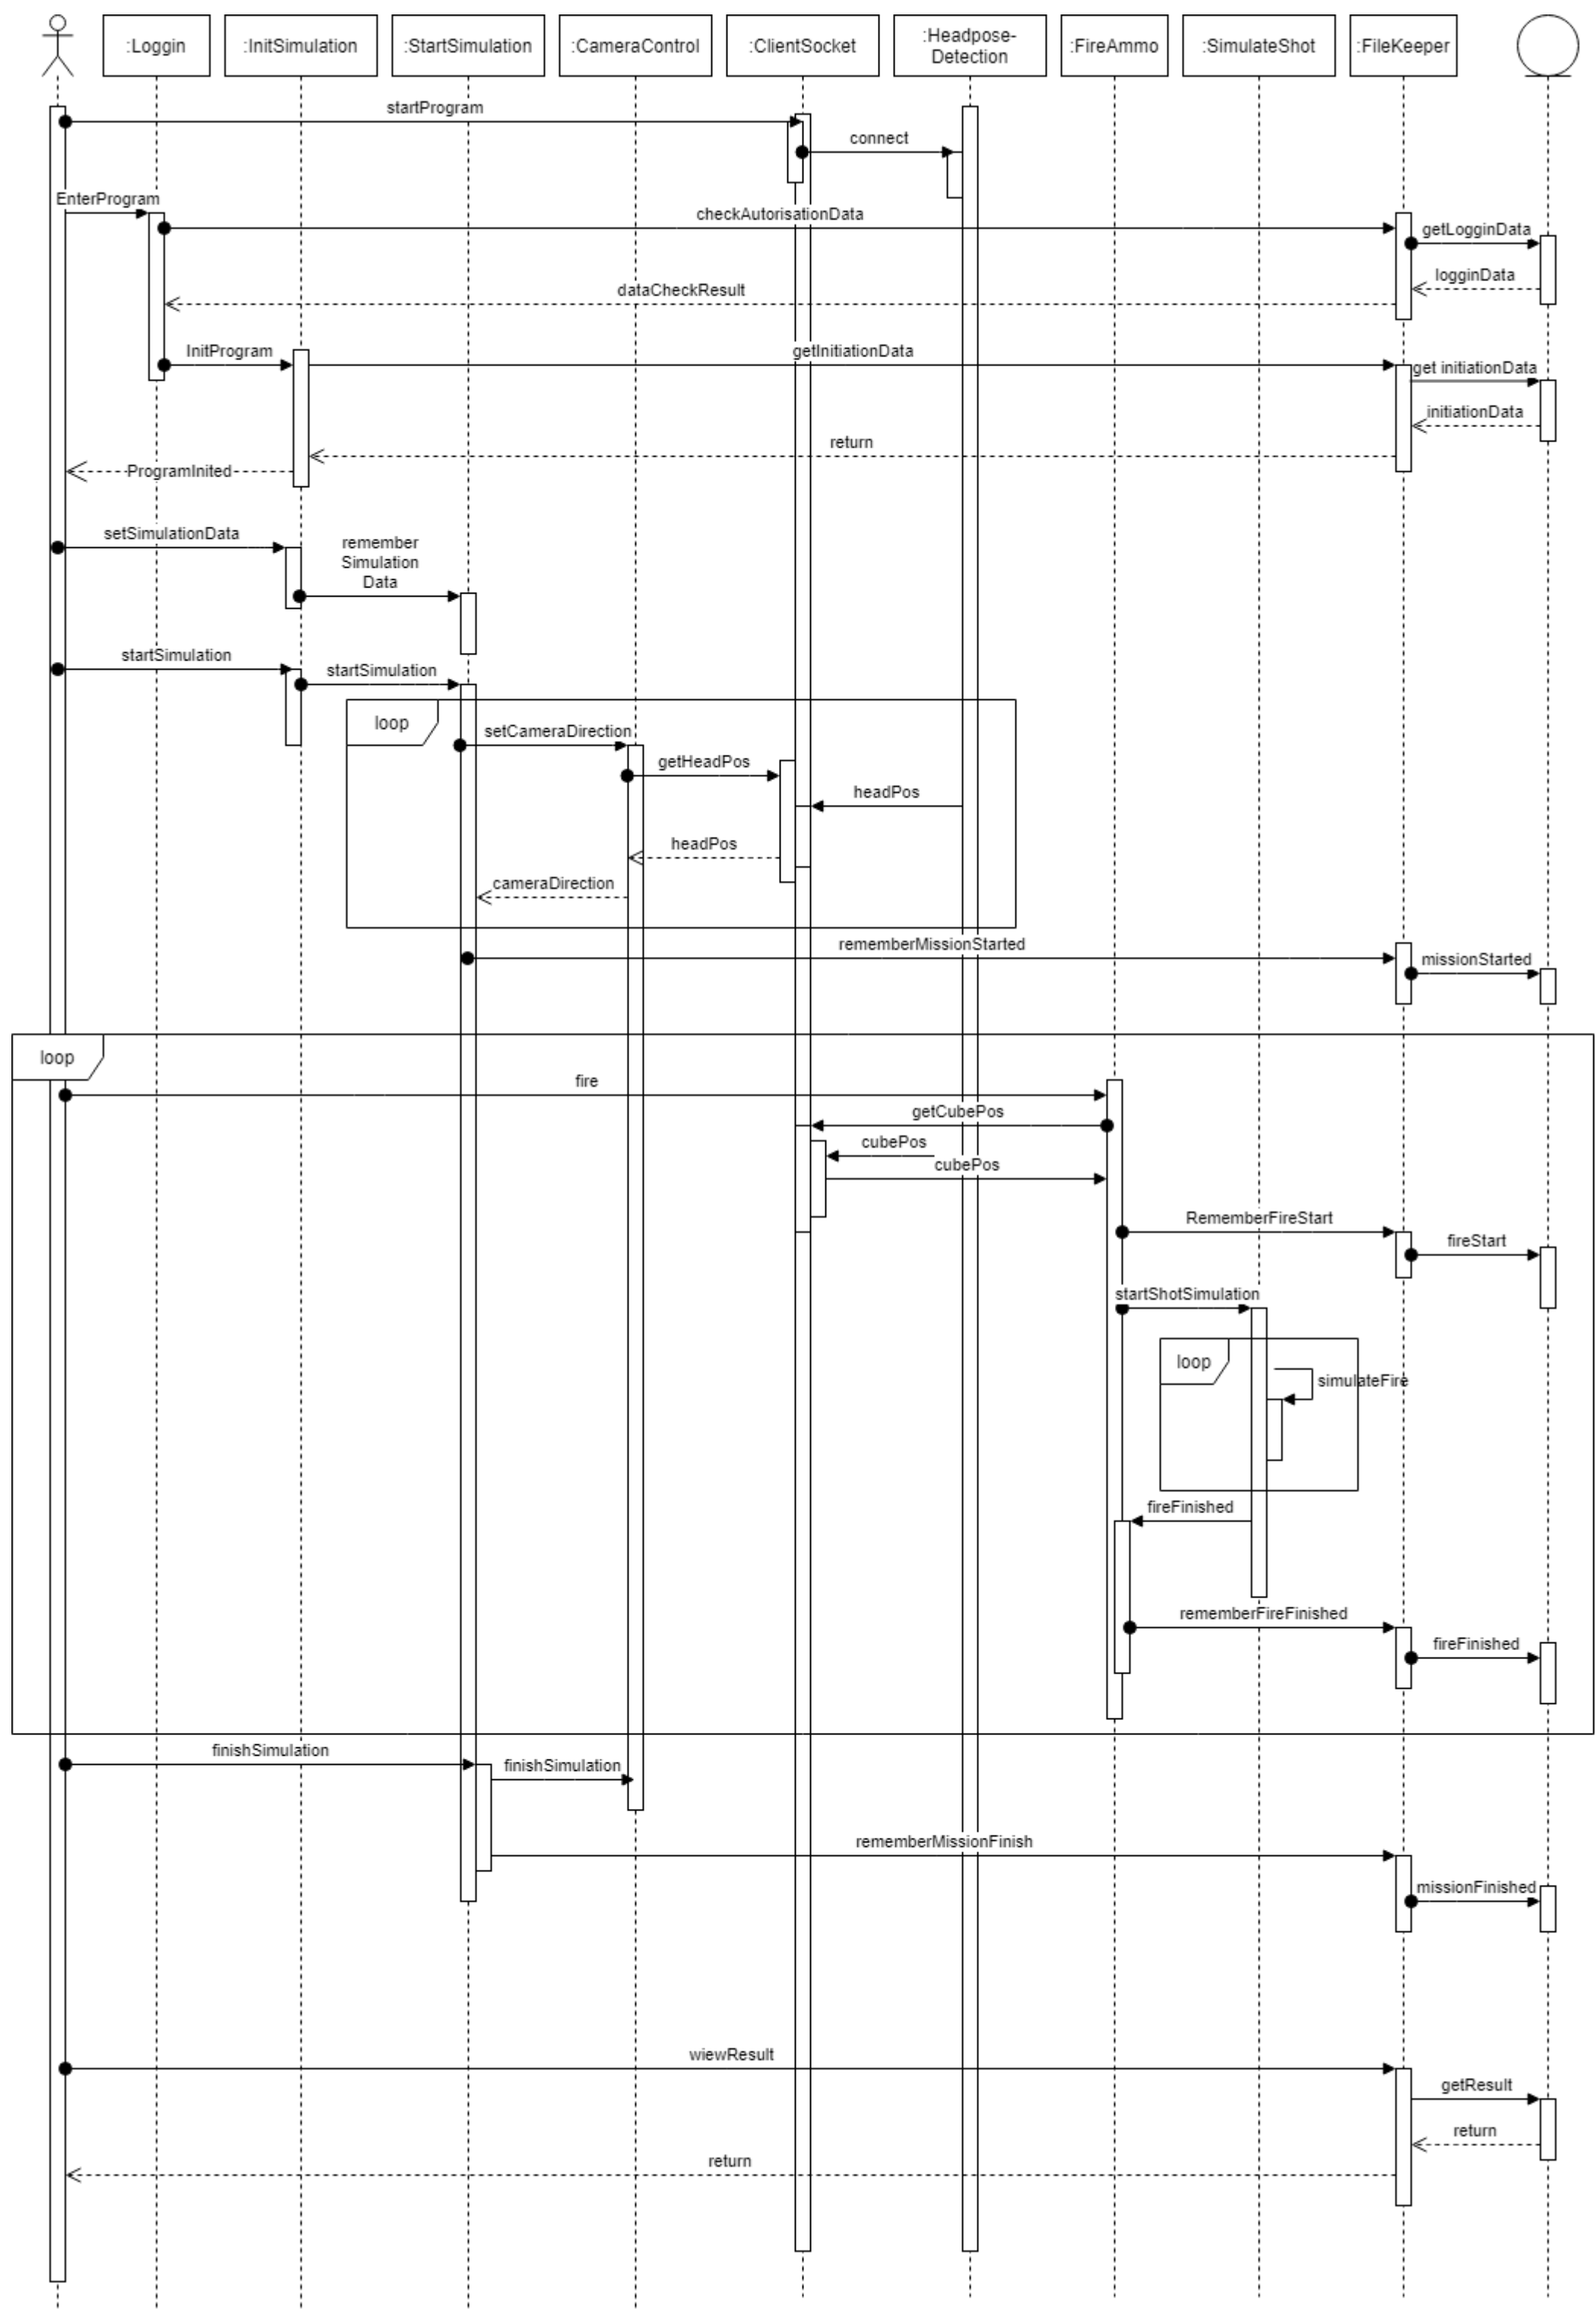 :Loggin
:InitSimulation
:StartSimulation
:CameraControl
:ClientSocket
:Headpose-
Detection
:FireAmmo
:SimulateShot
:FileKeeper
startProgram
connect
EnterProgram
checkAutorisationData
getLogginData
logginData
dataCheckResult
InitProgram
getInitiationData
get initiationData
initiationData
return
ProgramInited
setSimulationData
remember
Simulation
Data
startSimulation
startSimulation
loop
setCameraDirection
getHeadPos
headPos
headPos
cameraDirection
rememberMissionStarted
missionStarted
loop
fire
getCubePos
cubePos
cubePos
RememberFireStart
fireStart
startShotSimulation
loop
simulateFire
fireFinished
rememberFireFinished
fireFinished
finishSimulation
finishSimulation
rememberMissionFinish
missionFinished
wiewResult
getResult
return
return